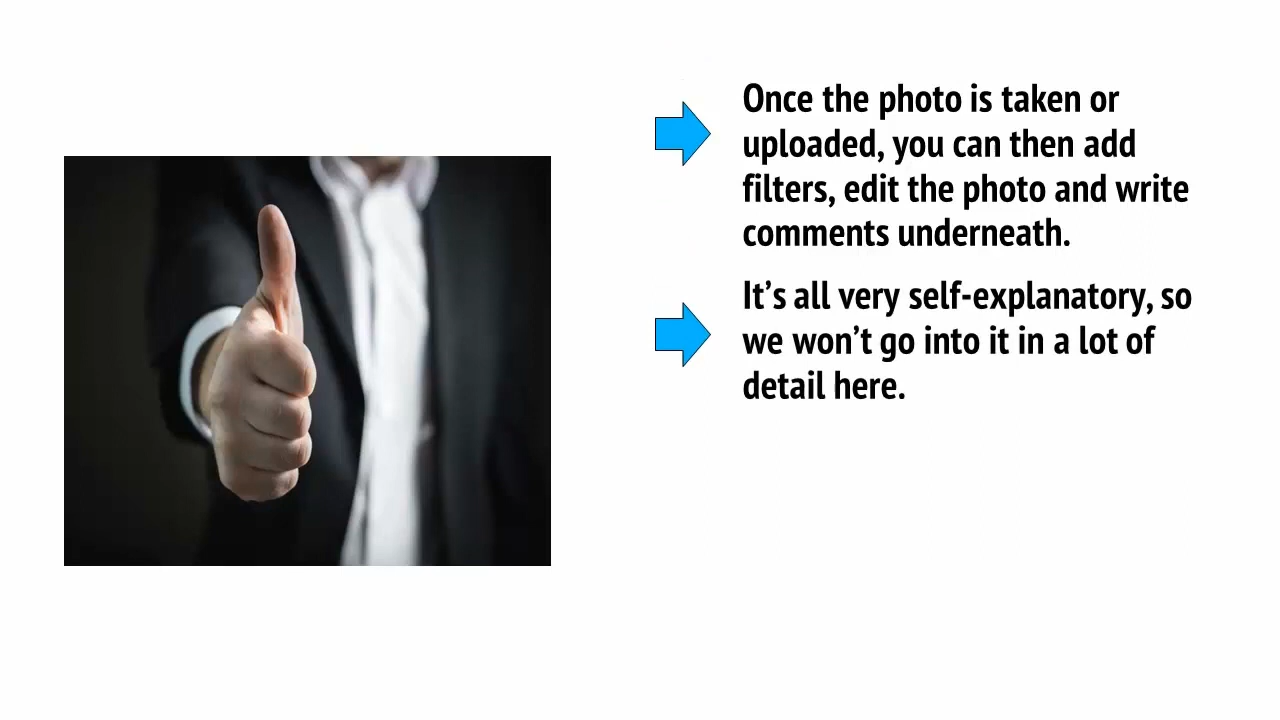 Once the photo is taken or
uploaded, you can then add
filters, edit the photo and write
comments underneath.
It’s all very self-explanatory, so
we won’t go into it in a lot of
detail here.